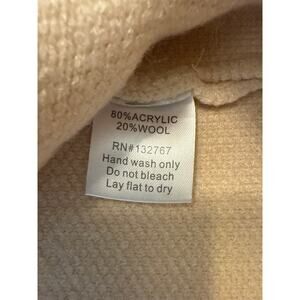 80%ACRYLIC
20%WOOL
RN#132767
Hand wash only
Do not bleach
Lay flat to dry